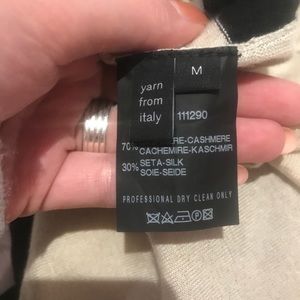 M
yarn
from
italy
111290
70% RE-CASHMERE
CACHEMIRE-KASCHMIR
30% SETA-SILK
SOIE-SEIDE
PROFESSIONAL DRY CLEAN ONLY